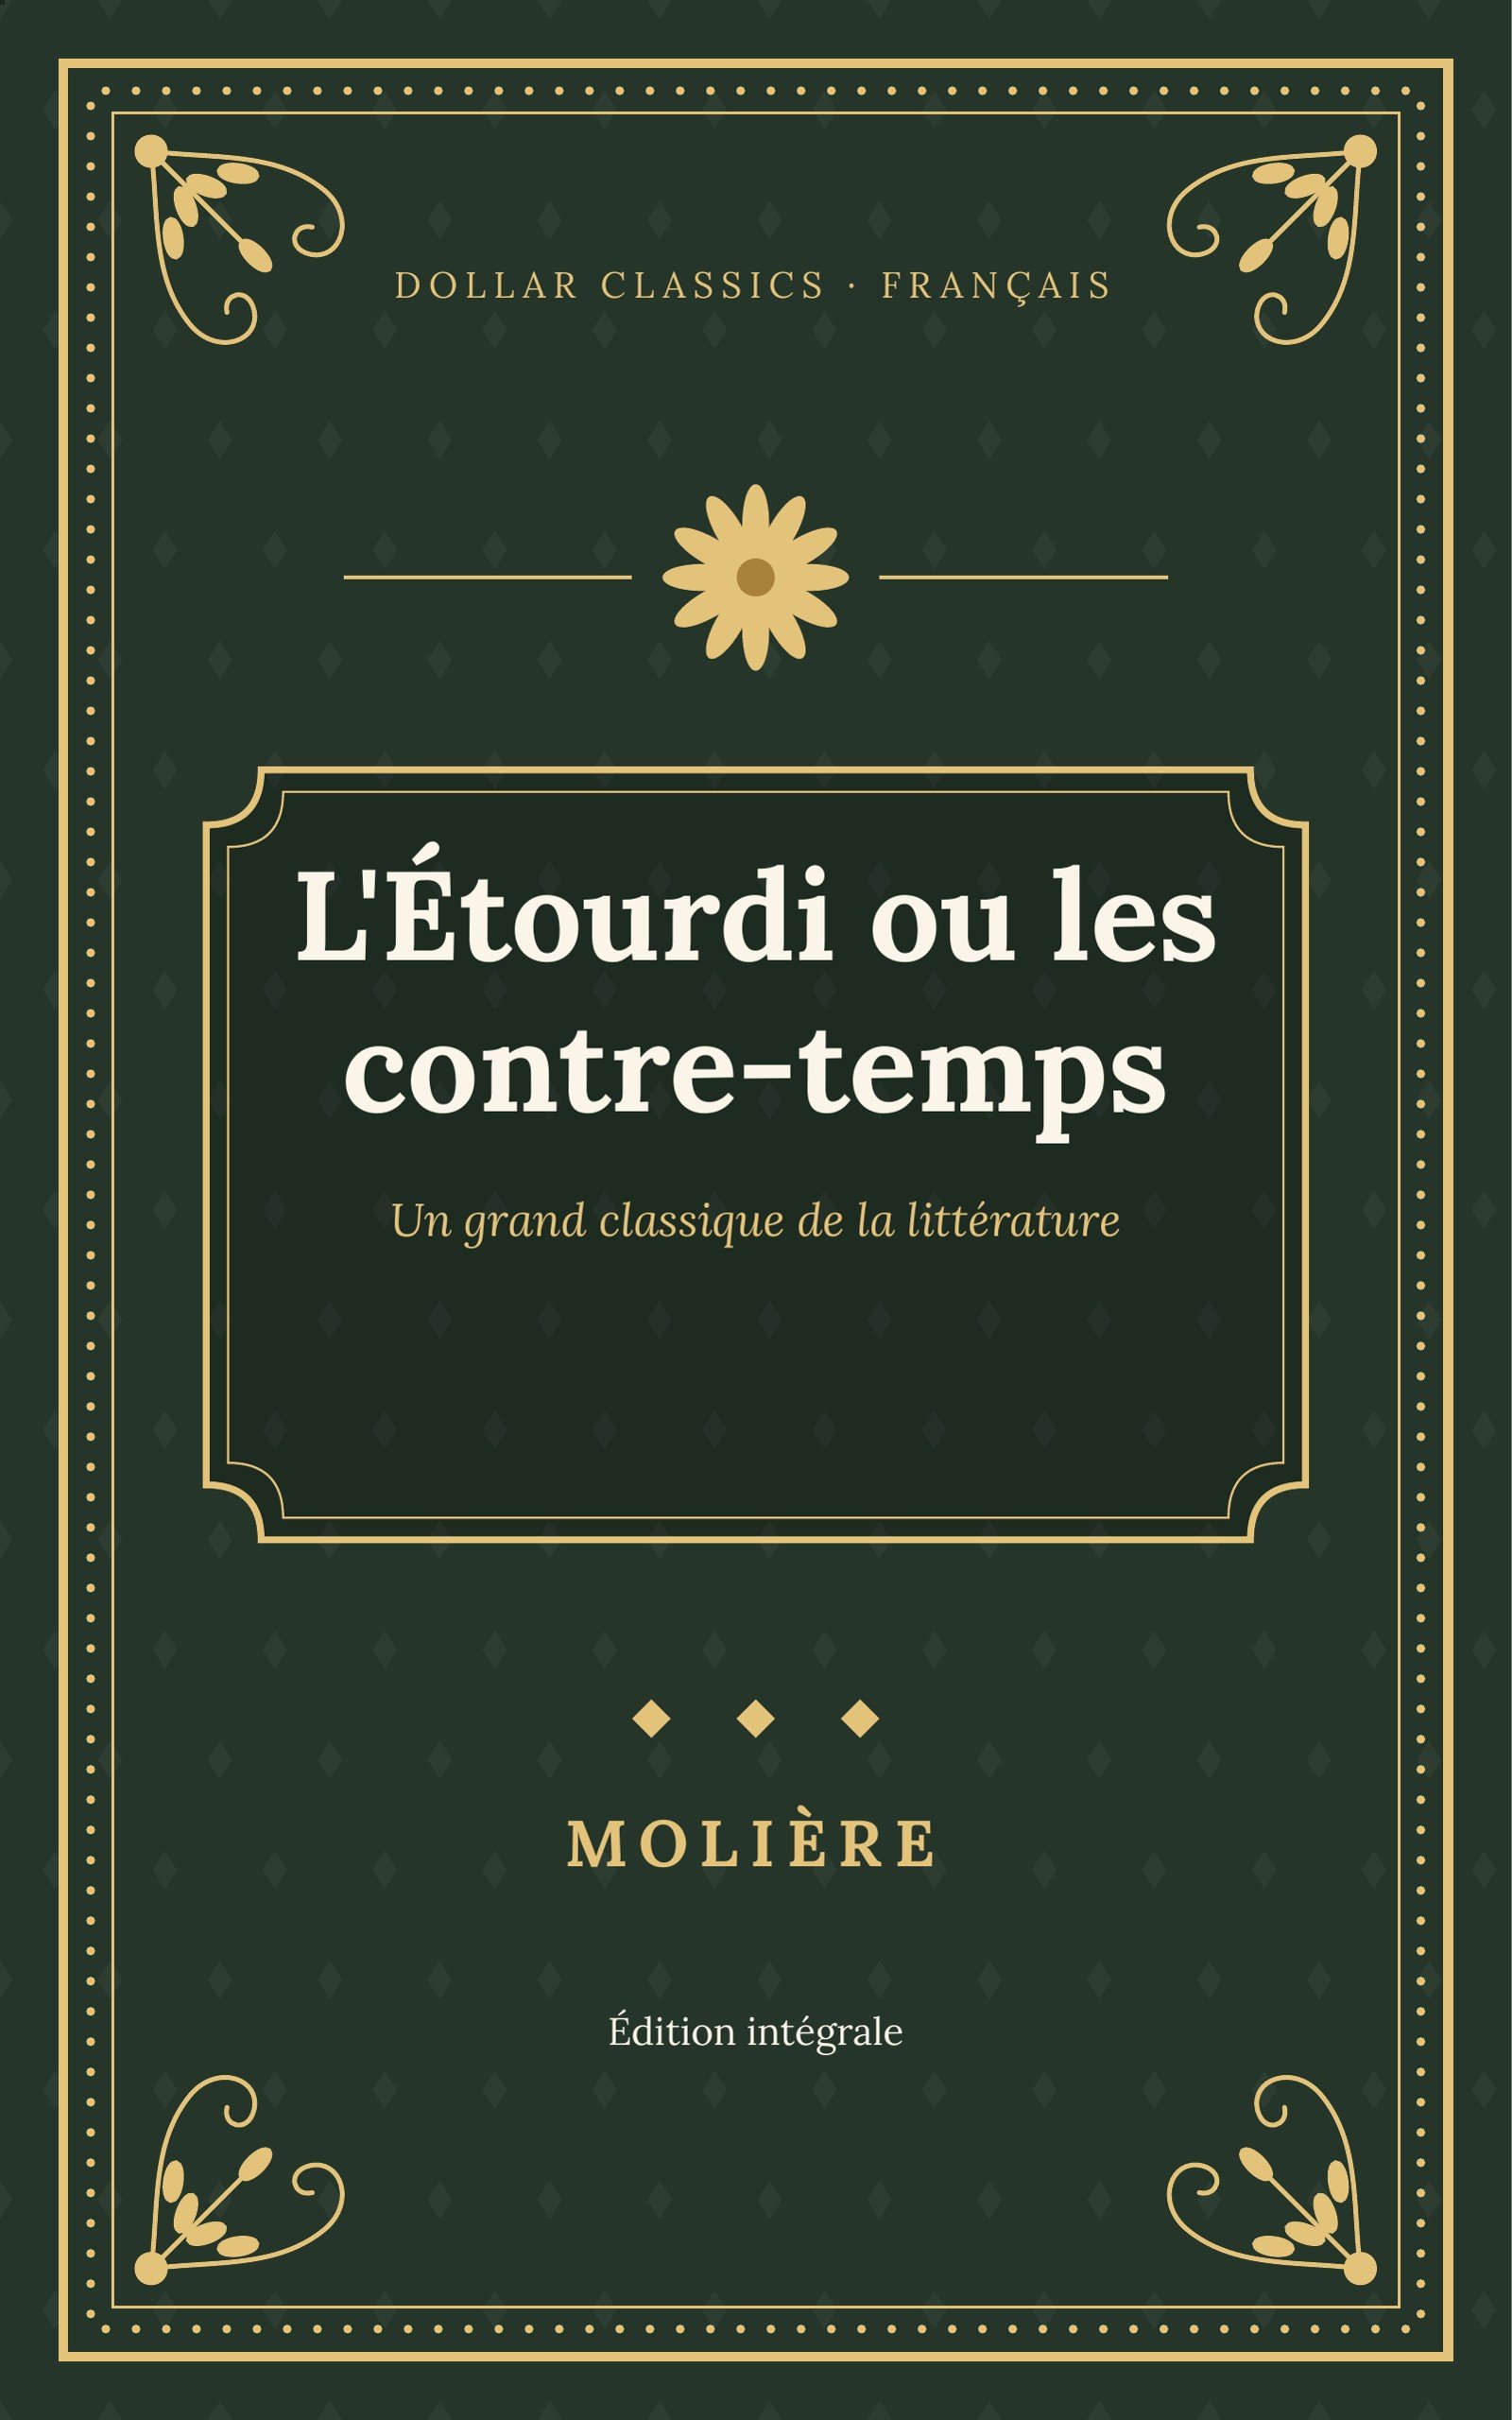 DOLLAR CLASSICS · FRANÇAIS
L'Étourdi ou les
contre-temps
Un grand classique de la littérature
MOLIÈRE
Édition intégrale